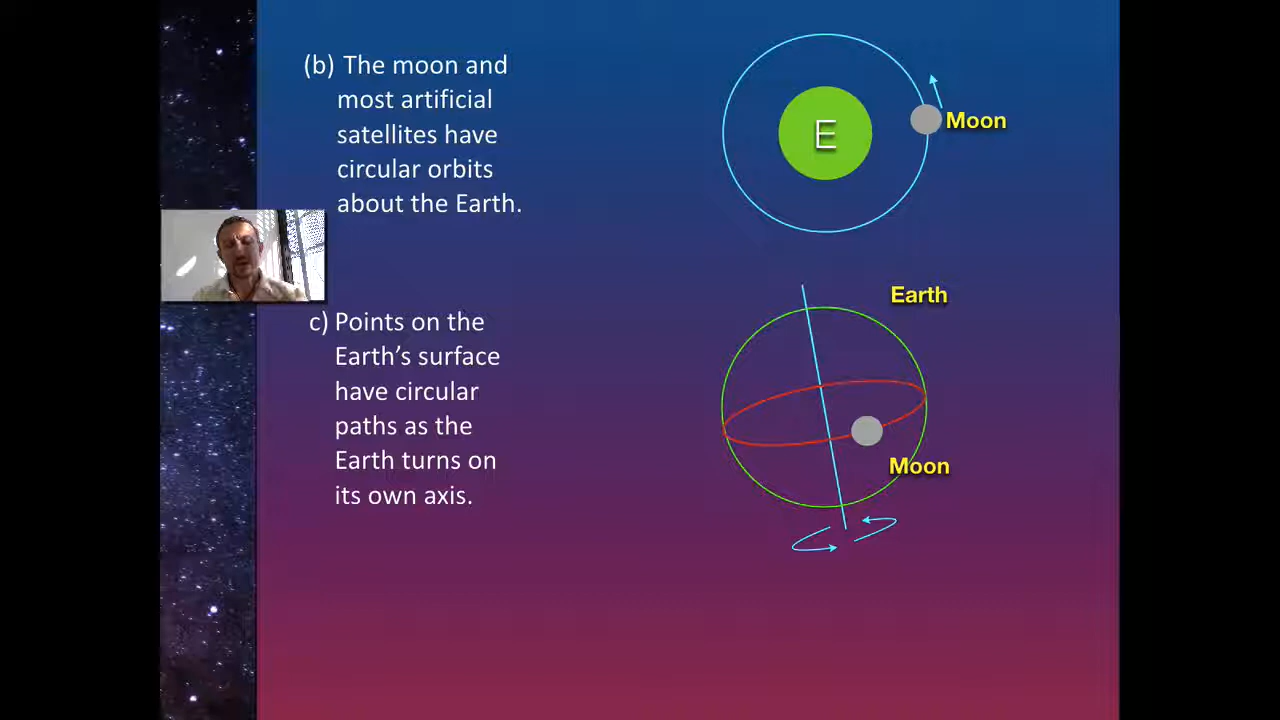 (b) The moon and
most artificial
satellites have
circular orbits
about the Earth.
E
Moon
c) Points on the
Earth’s surface
have circular
paths as the
Earth turns on
its own axis.
Earth
Moon